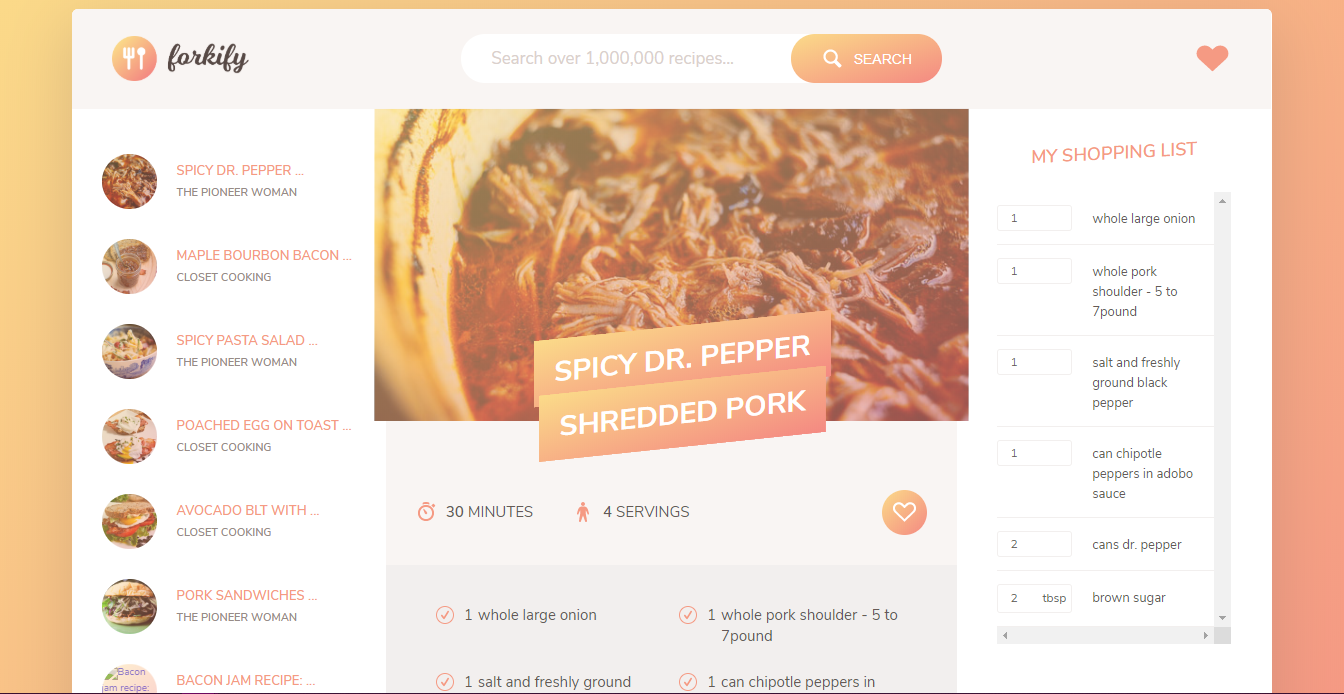 forkify
Search over 1,000,000 recipes...
SEARCH
SPICY DR. PEPPER ...
THE PIONEER WOMAN
MAPLE BOURBON BACON ...
CLOSET COOKING
SPICY PASTA SALAD ...
THE PIONEER WOMAN
POACHED EGG ON TOAST ...
CLOSET COOKING
AVOCADO BLT WITH ...
CLOSET COOKING
PORK SANDWICHES ...
THE PIONEER WOMAN
Bacon
jam recipe:
BACON JAM RECIPE: ...
SPICY DR. PEPPER
SHREDDED PORK
30 MINUTES
4 SERVINGS
1 whole large onion
1 whole pork shoulder - 5 to
7pound
1 salt and freshly ground
1 can chipotle peppers in
MY SHOPPING LIST
1 whole large onion
1 whole pork
shoulder - 5 to
7pound
1 salt and freshly
ground black
pepper
1 can chipotle
peppers in adobo
sauce
2 cans dr. pepper
2 tbsp brown sugar